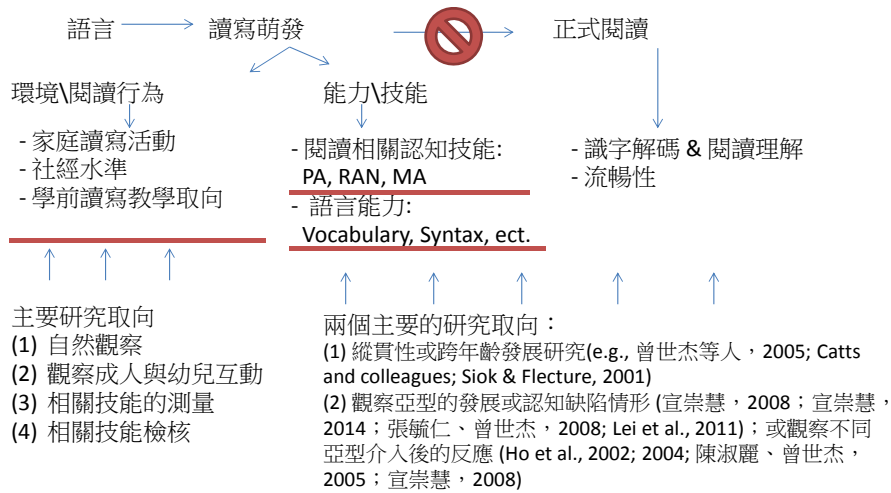 語言
讀寫萌發
正式閱讀
環境\閱讀行為
- 家庭讀寫活動
- 社經水準
- 學前讀寫教學取向
能力\技能
- 閱讀相關認知技能:
PA, RAN, MA
- 語言能力:
Vocabulary, Syntax, ect.
- 識字解碼 & 閱讀理解
- 流暢性
主要研究取向
(1) 自然觀察
(2) 觀察成人與幼兒互動
(3) 相關技能的測量
(4) 相關技能檢核
兩個主要的研究取向：
(1) 縱貫性或跨年齡發展研究(e.g., 曾世杰等人，2005; Catts
and colleagues; Siok & Flecture, 2001)
(2) 觀察亞型的發展或認知缺陷情形 (宣崇慧，2008；宣崇慧，
2014；張毓仁、曾世杰，2008; Lei et al., 2011)；或觀察不同
亞型介入後的反應 (Ho et al., 2002; 2004; 陳淑麗、曾世杰，
2005；宣崇慧，2008)